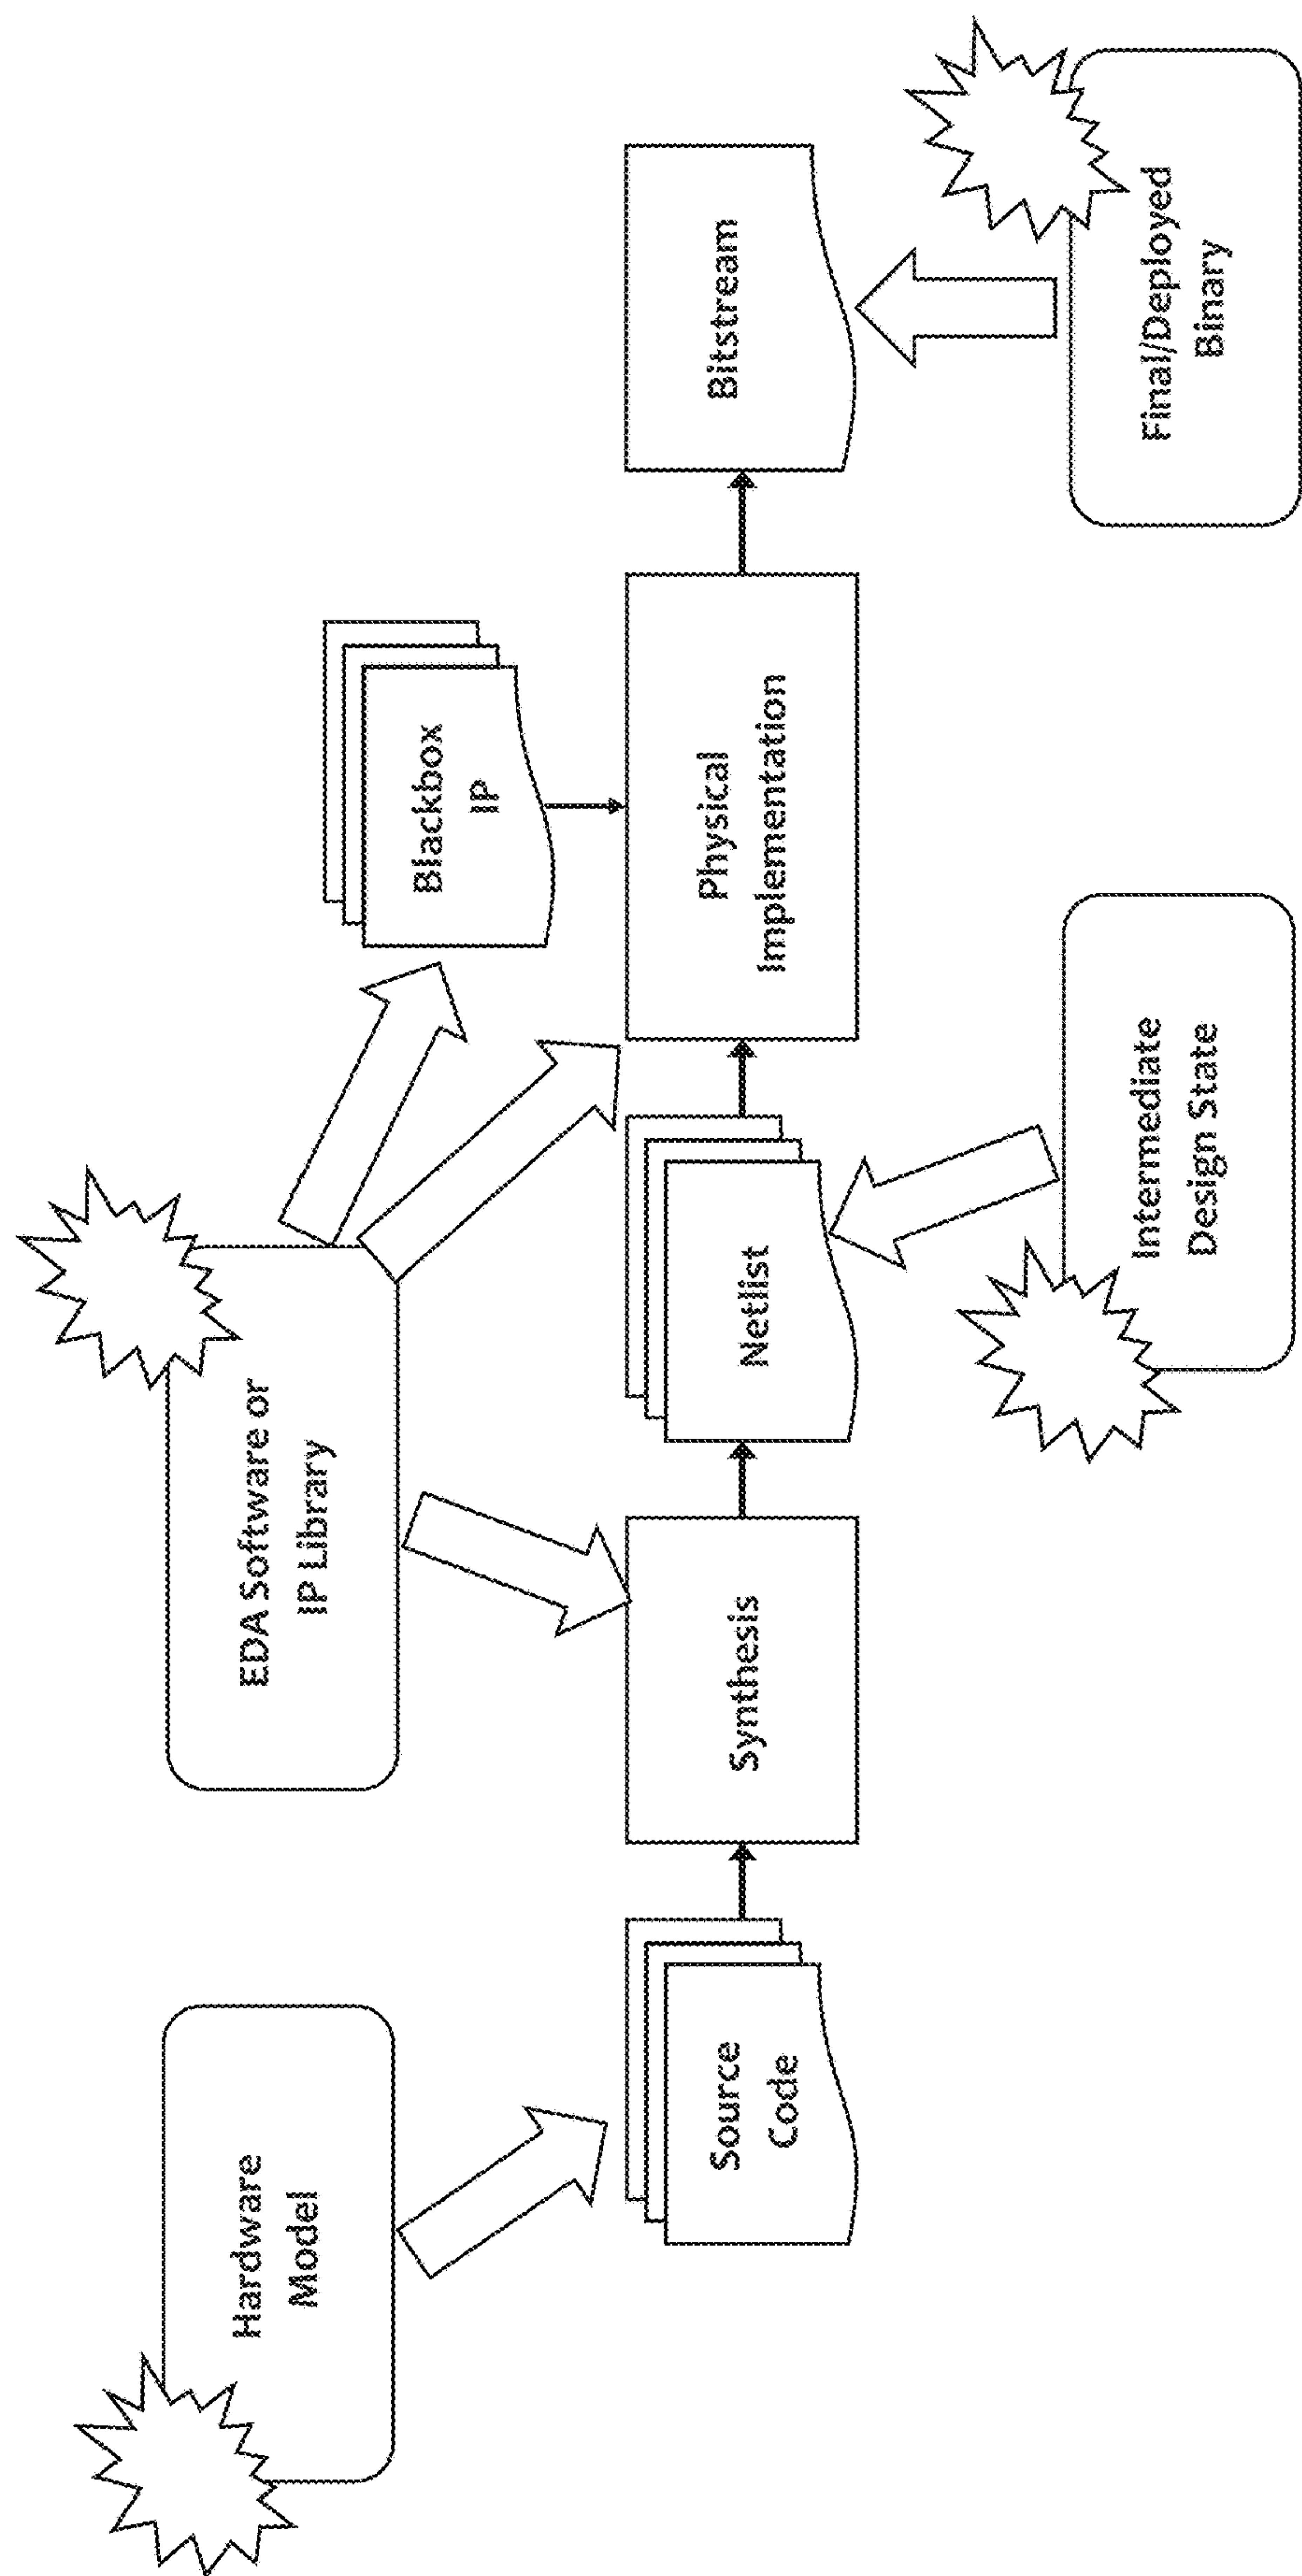 Hardware
Model
EDA Software or
IP Library
Blackbox
IP
Source
Code
Synthesis
Netlist
Physical
Implementation
Bitstream
Intermediate
Design State
Final/Deployed
Binary